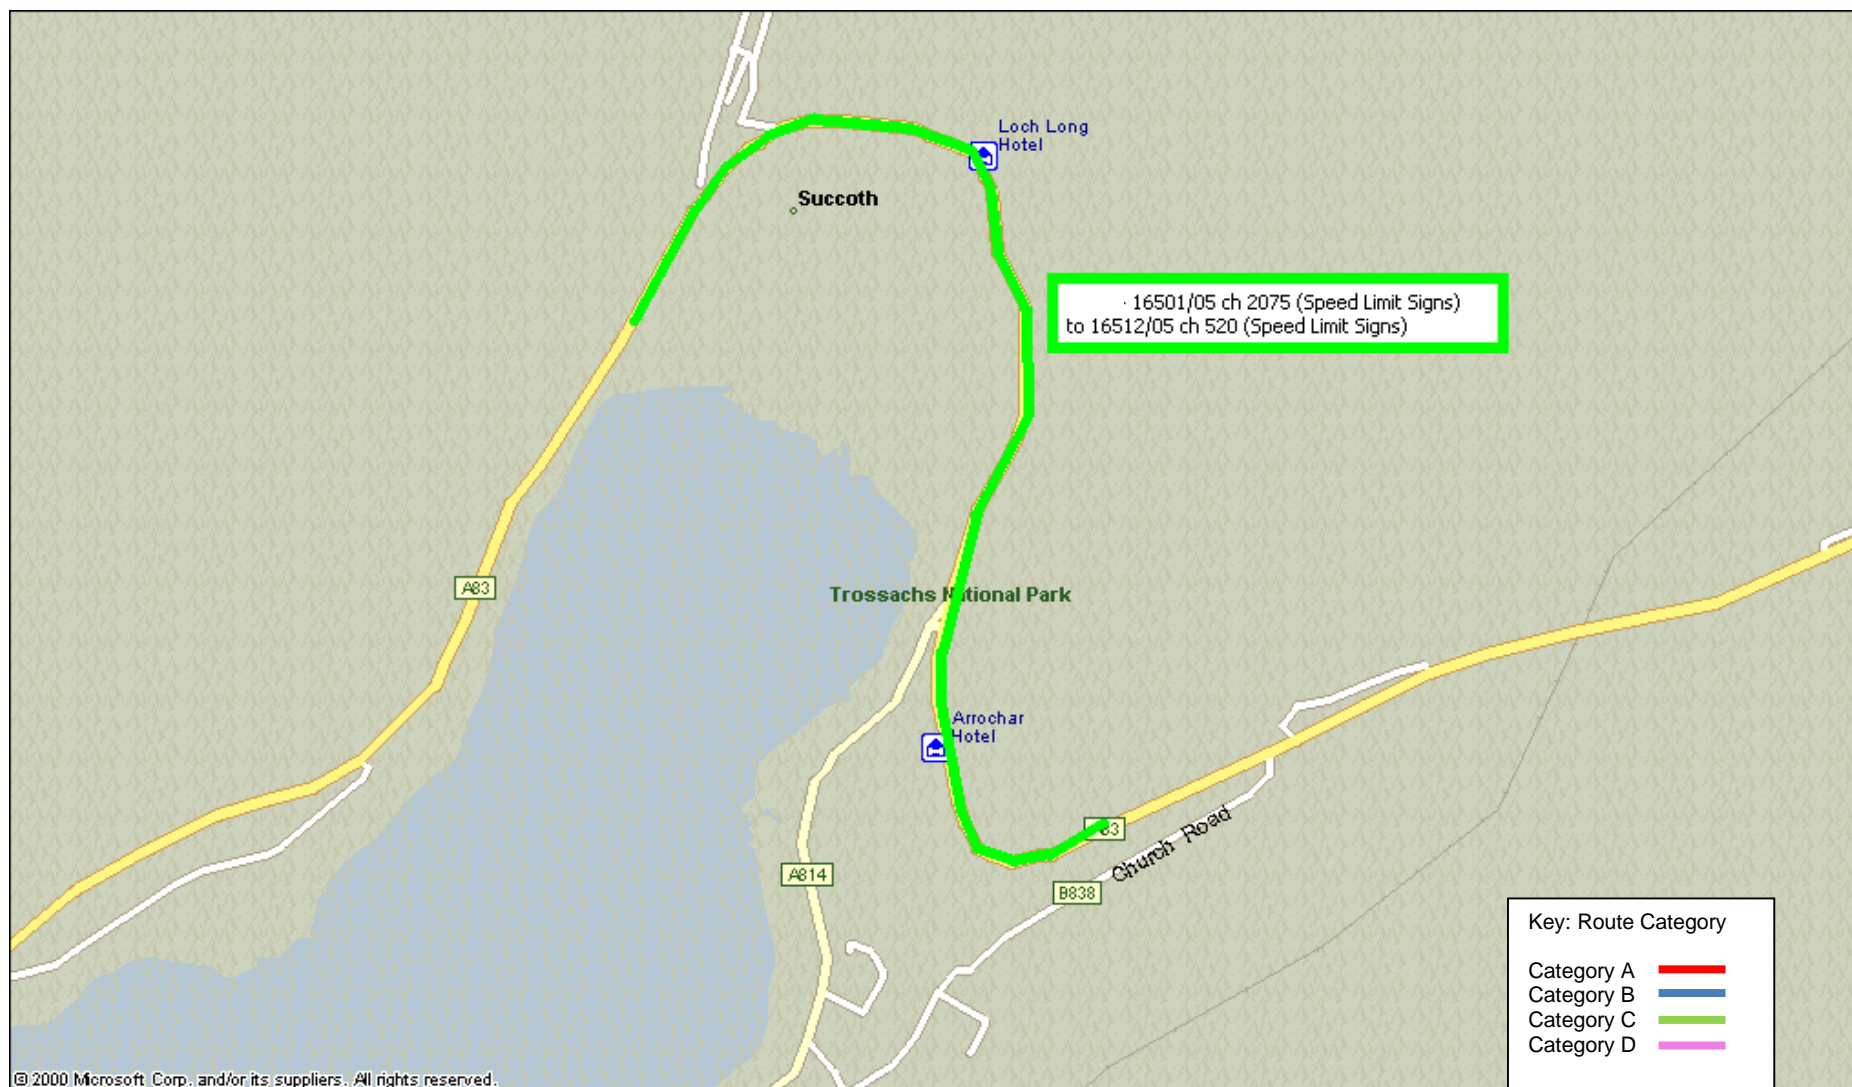 Loch Long
Hotel
Succoth
· 16501/05 ch 2075 (Speed Limit Signs)
to 16512/05 ch 520 (Speed Limit Signs)
A83
Trossachs National Park
Arrochar
Hotel
A83
Church Road
A814
B838
Key: Route Category
Category A
Category B
Category C
Category D
© 2000 Microsoft Corp. and/or its suppliers. All rights reserved.